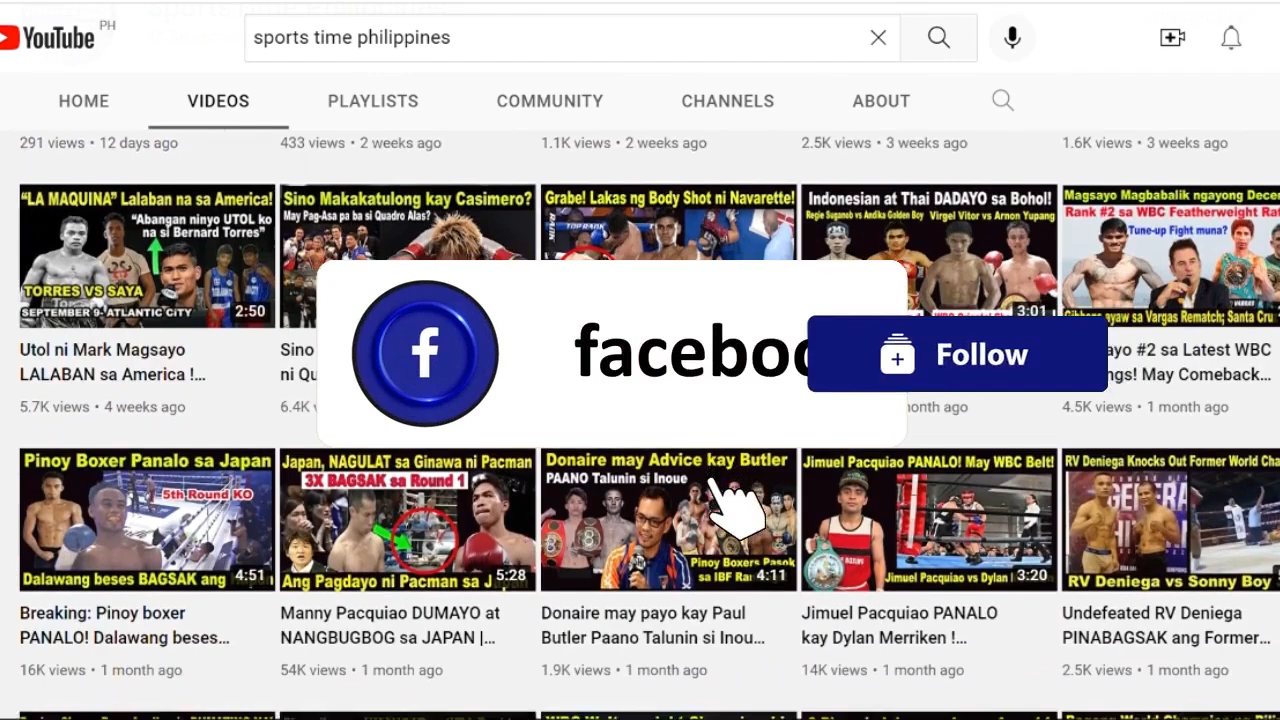 YouTube PH
sports time philippines
HOME VIDEOS PLAYLISTS COMMUNITY CHANNELS ABOUT
291 views • 12 days ago
433 views • 2 weeks ago
1.1K views • 2 weeks ago
2.5K views • 3 weeks ago
1.6K views • 3 weeks ago
"LA MAQUINA" Lalaban na sa America!
"Abangan ninyo UTOL ko
na si Bernard Torres"
TORRES VS SAYA
SEPTEMBER 9- ATLANTIC CITY
2:50
Sino Makakatulong kay Casimero?
May Pag-Asa pa ba si Quadro Alas?
Grabe! Lakas ng Body Shot ni Navarette!
TOP RANK
Indonesian at Thai DADAYO sa Bohol!
Regie Suganob vs Andika Golden Boy Virgel Vitor vs Arnon Yupang
3:01
Magsayo Magbabalik ngayong Dece
Rank #2 sa WBC Featherweight Ra
Tune-up Fight muna?
ayaw sa Vargas Rematch; Santa Cru
Utol ni Mark Magsayo
LALABAN sa America !...
5.7K views • 4 weeks ago
Sino
ni Qu
6.4K
month ago
ayo #2 sa Latest WBC
ngs! May Comeback...
4.5K views • 1 month ago
f
faceboo
Follow
Pinoy Boxer Panalo sa Japan
5th Round KO
Dalawang beses BAGSAK ang
4:51
Japan, NAGULAT sa Ginawa ni Pacman
3X BAGSAK sa Round 1
Ang Pagdayo ni Pacman sa J
5:28
Donaire may Advice kay Butler
PAANO Talunin si Inoue
Pinoy Boxers Pasok
sa IBF Ra
4:11
Jimuel Pacquiao PANALO! May WBC Belt!
Jimuel Pacquiao vs Dylan
3:20
RV Deniega Knocks Out Former World Cha
RV Deniega vs Sonny Boy
Breaking: Pinoy boxer
PANALO! Dalawang beses...
16K views • 1 month ago
Manny Pacquiao DUMAYO at
NANGBUGBOG sa JAPAN |...
54K views • 1 month ago
Donaire may payo kay Paul
Butler Paano Talunin si Inou...
1.9K views • 1 month ago
Jimuel Pacquiao PANALO
kay Dylan Merriken !...
14K views • 1 month ago
Undefeated RV Deniega
PINABAGSAK ang Former...
2.5K views • 1 month ago